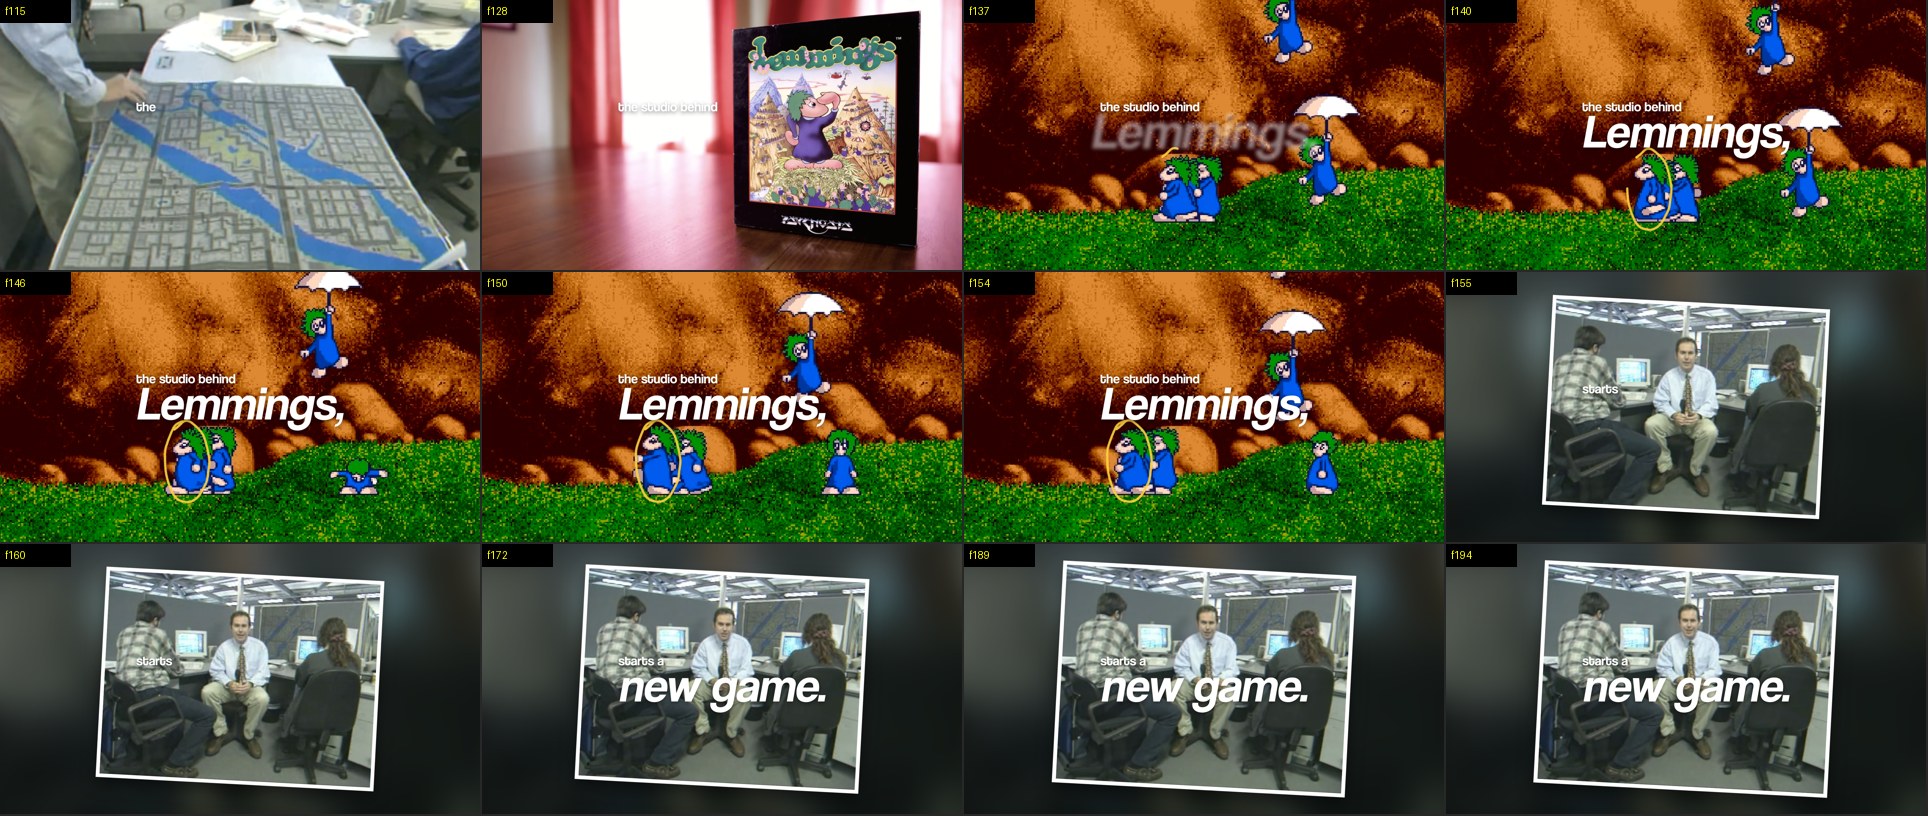 f115
the
f128
the studio behind
Lemmings
PSYGNOSIS
f137
the studio behind
Lemmings,
f140
the studio behind
Lemmings,
f146
the studio behind
Lemmings,
f150
the studio behind
Lemmings,
f154
the studio behind
Lemmings,
f155
starts
f160
starts
f172
starts a
new game.
f189
starts a
new game.
f194
starts a
new game.